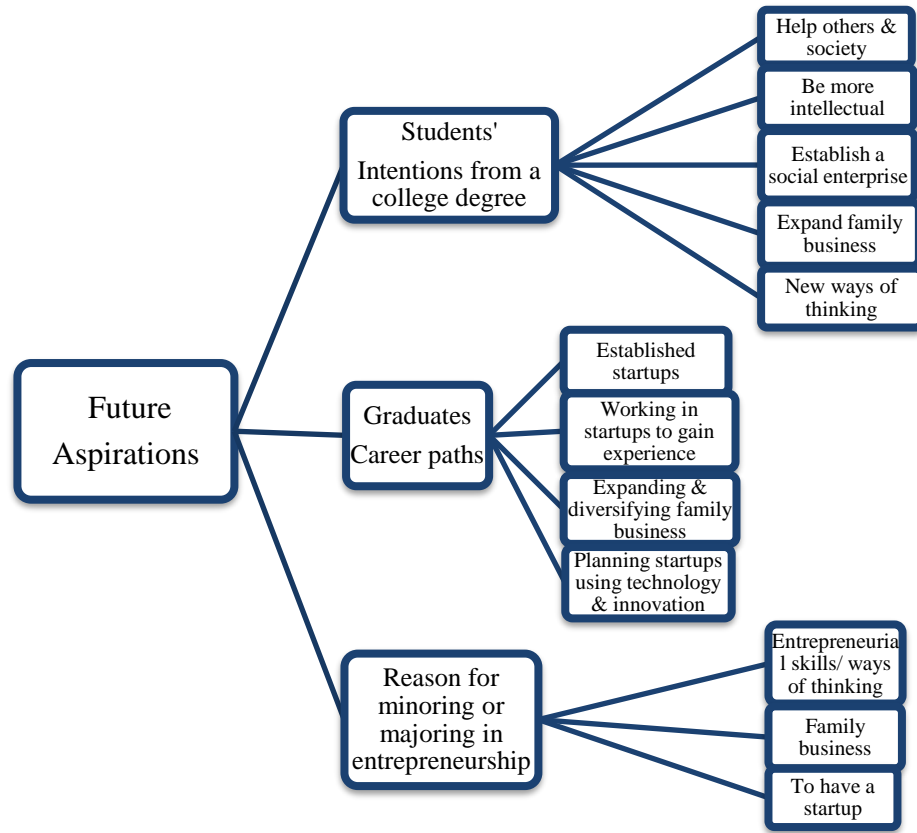 Future
Aspirations
Students'
Intentions from a
college degree
Help others &
society
Be more
intellectual
Establish a
social enterprise
Expand family
business
New ways of
thinking
Graduates
Career paths
Established
startups
Working in
startups to gain
experience
Expanding &
diversifying family
business
Planning startups
using technology
& innovation
Reason for
minoring or
majoring in
entrepreneurship
Entrepreneuria
l skills/ ways
of thinking
Family
business
To have a
startup